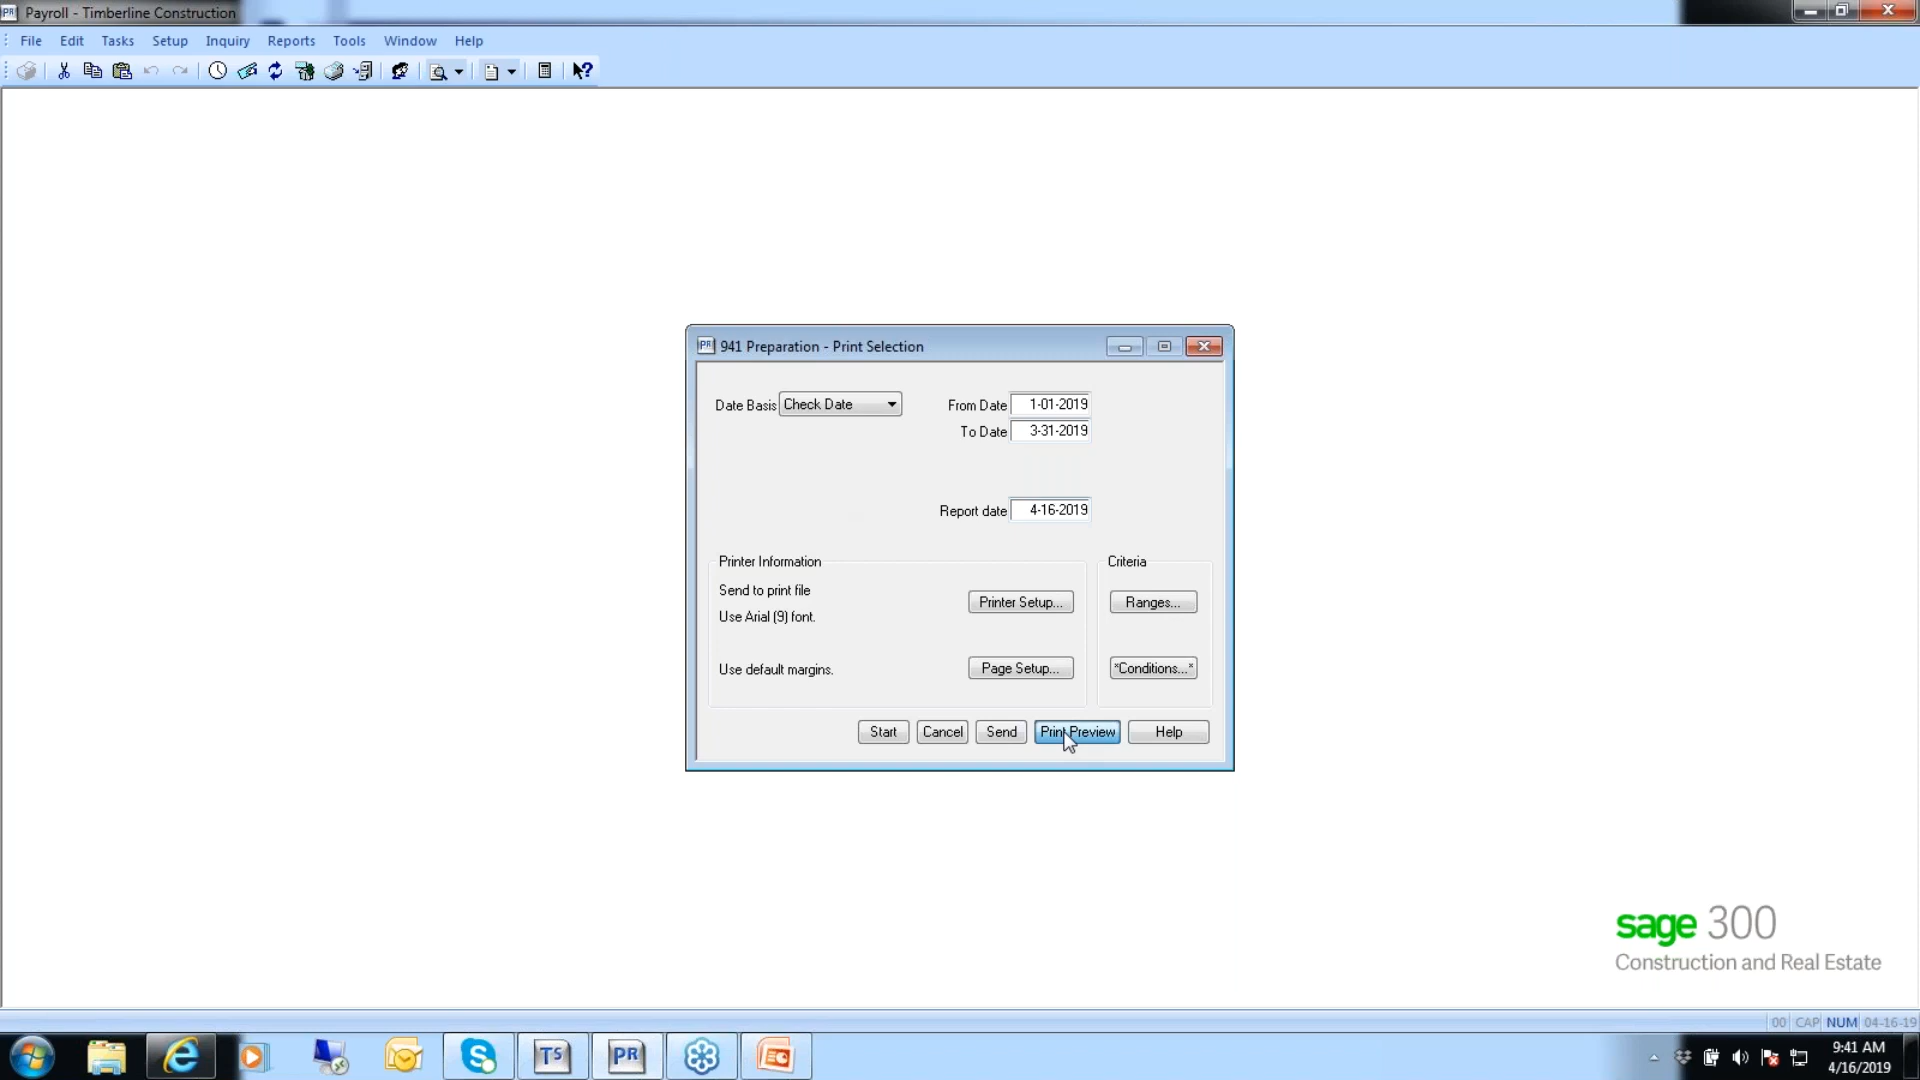 PR Payroll - Timberline Construction
File Edit Tasks Setup Inquiry Reports Tools Window Help
PR 941 Preparation - Print Selection
Date Basis Check Date From Date 1-01-2019
To Date 3-31-2019
Report date 4-16-2019
Printer Information Criteria
Send to print file
Printer Setup... Ranges...
Use Arial (9) font.
Use default margins. Page Setup... *Conditions...*
Start Cancel Send Print Preview Help
sage 300
Construction and Real Estate
00 CAP NUM 04-16-19
TS PR
9:41 AM
4/16/2019